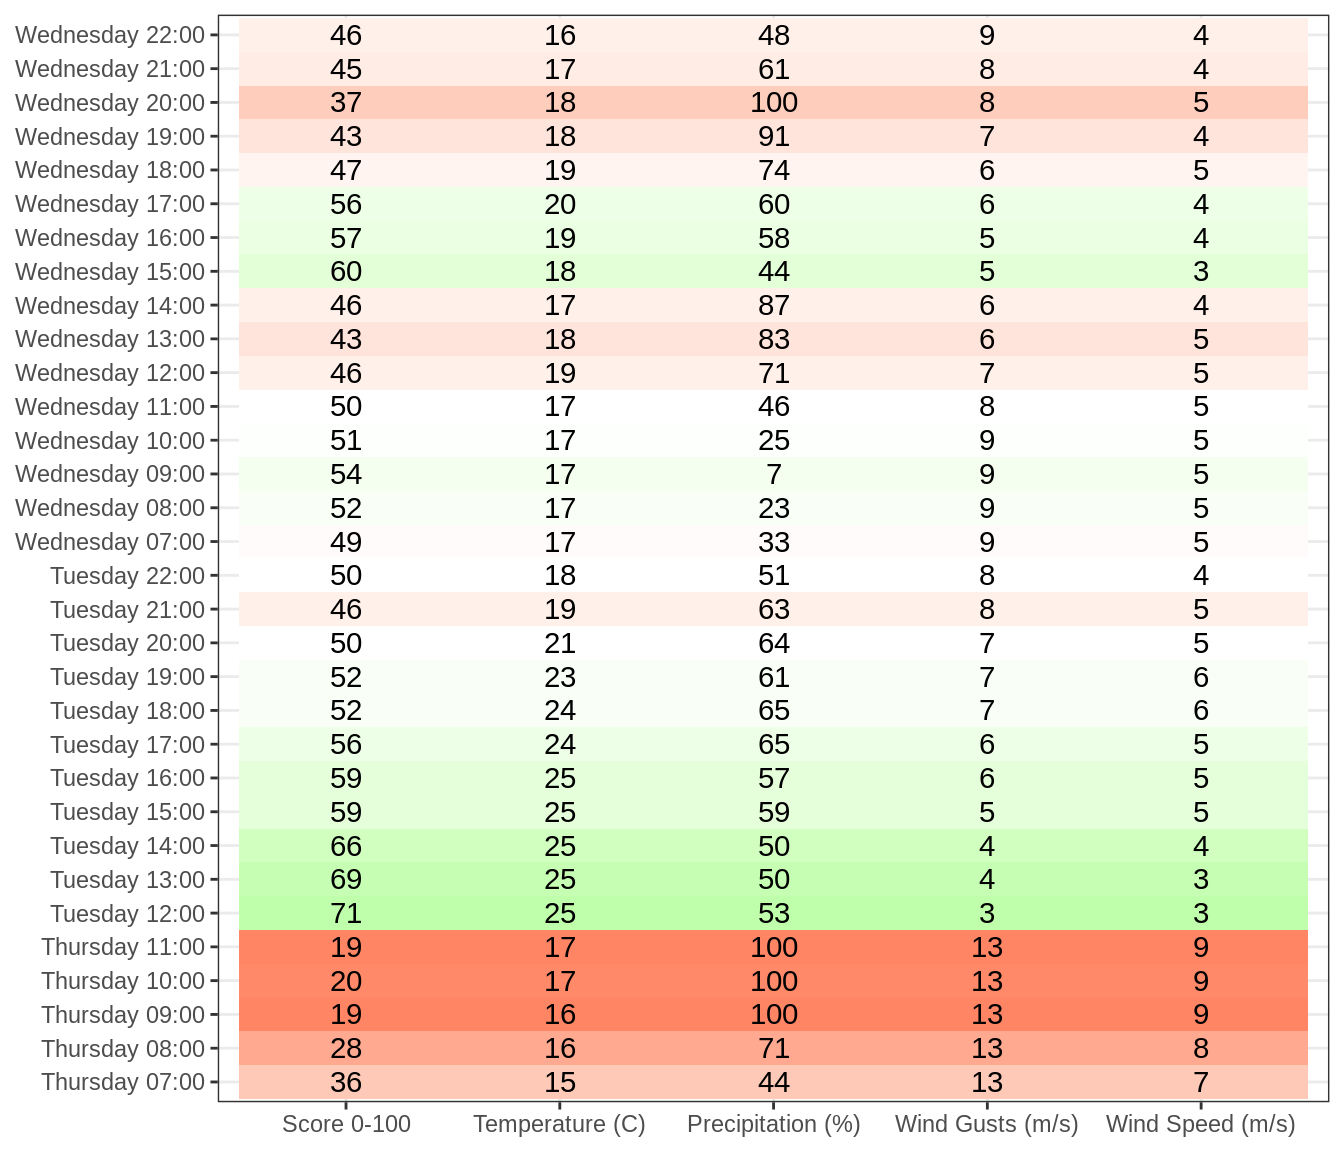 Wednesday 22:00 46 16 48 9 4
Wednesday 21:00 45 17 61 8 4
Wednesday 20:00 37 18 100 8 5
Wednesday 19:00 43 18 91 7 4
Wednesday 18:00 47 19 74 6 5
Wednesday 17:00 56 20 60 6 4
Wednesday 16:00 57 19 58 5 4
Wednesday 15:00 60 18 44 5 3
Wednesday 14:00 46 17 87 6 4
Wednesday 13:00 43 18 83 6 5
Wednesday 12:00 46 19 71 7 5
Wednesday 11:00 50 17 46 8 5
Wednesday 10:00 51 17 25 9 5
Wednesday 09:00 54 17 7 9 5
Wednesday 08:00 52 17 23 9 5
Wednesday 07:00 49 17 33 9 5
Tuesday 22:00 50 18 51 8 4
Tuesday 21:00 46 19 63 8 5
Tuesday 20:00 50 21 64 7 5
Tuesday 19:00 52 23 61 7 6
Tuesday 18:00 52 24 65 7 6
Tuesday 17:00 56 24 65 6 5
Tuesday 16:00 59 25 57 6 5
Tuesday 15:00 59 25 59 5 5
Tuesday 14:00 66 25 50 4 4
Tuesday 13:00 69 25 50 4 3
Tuesday 12:00 71 25 53 3 3
Thursday 11:00 19 17 100 13 9
Thursday 10:00 20 17 100 13 9
Thursday 09:00 19 16 100 13 9
Thursday 08:00 28 16 71 13 8
Thursday 07:00 36 15 44 13 7
Score 0-100 Temperature (C) Precipitation (%) Wind Gusts (m/s) Wind Speed (m/s)